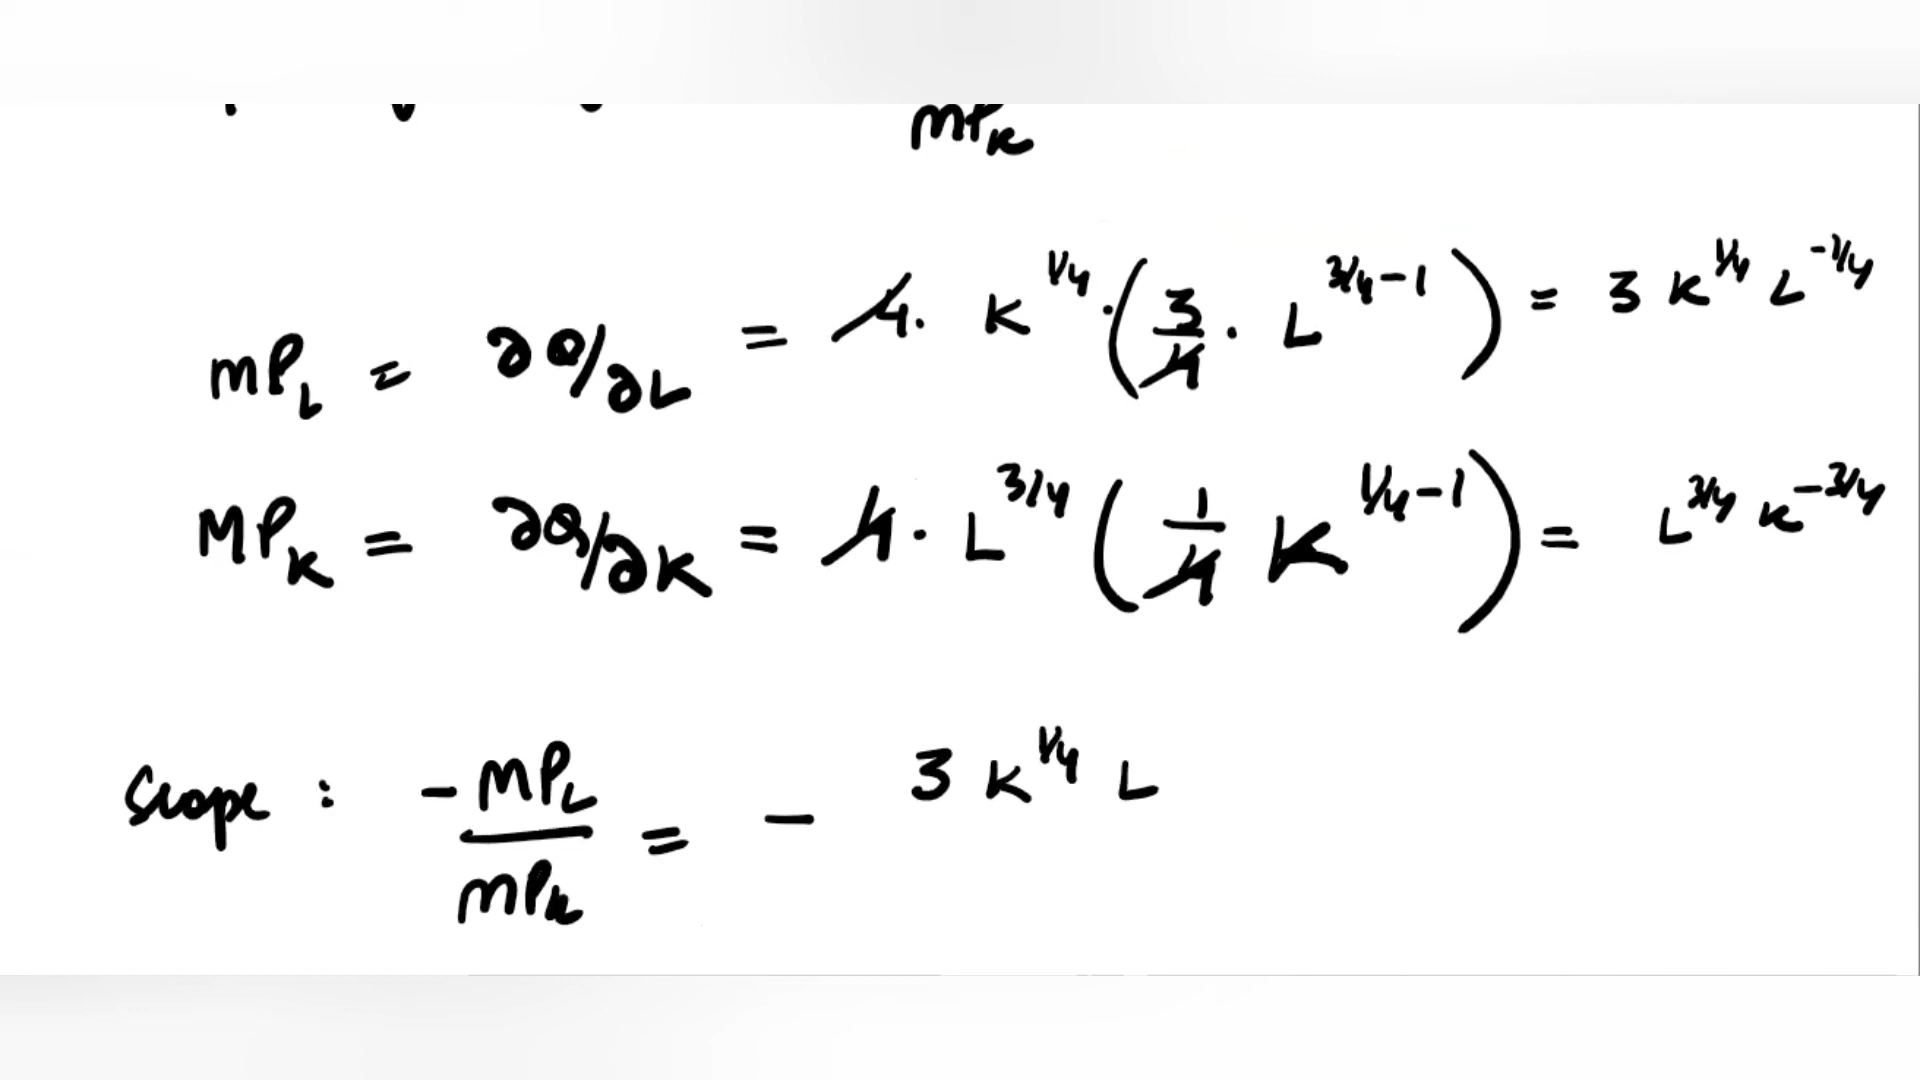 MP_K
MP_L = ∂Q/∂L = 4. K^{1/4} · (3/4 · L^{3/4-1}) = 3 K^{1/4} L^{-1/4}
MP_K = ∂Q/∂K = 4 · L^{3/4} (1/4 K^{1/4-1}) = L^{3/4} K^{-3/4}
Slope : -MP_L/MP_K = - 3 K^{1/4} L